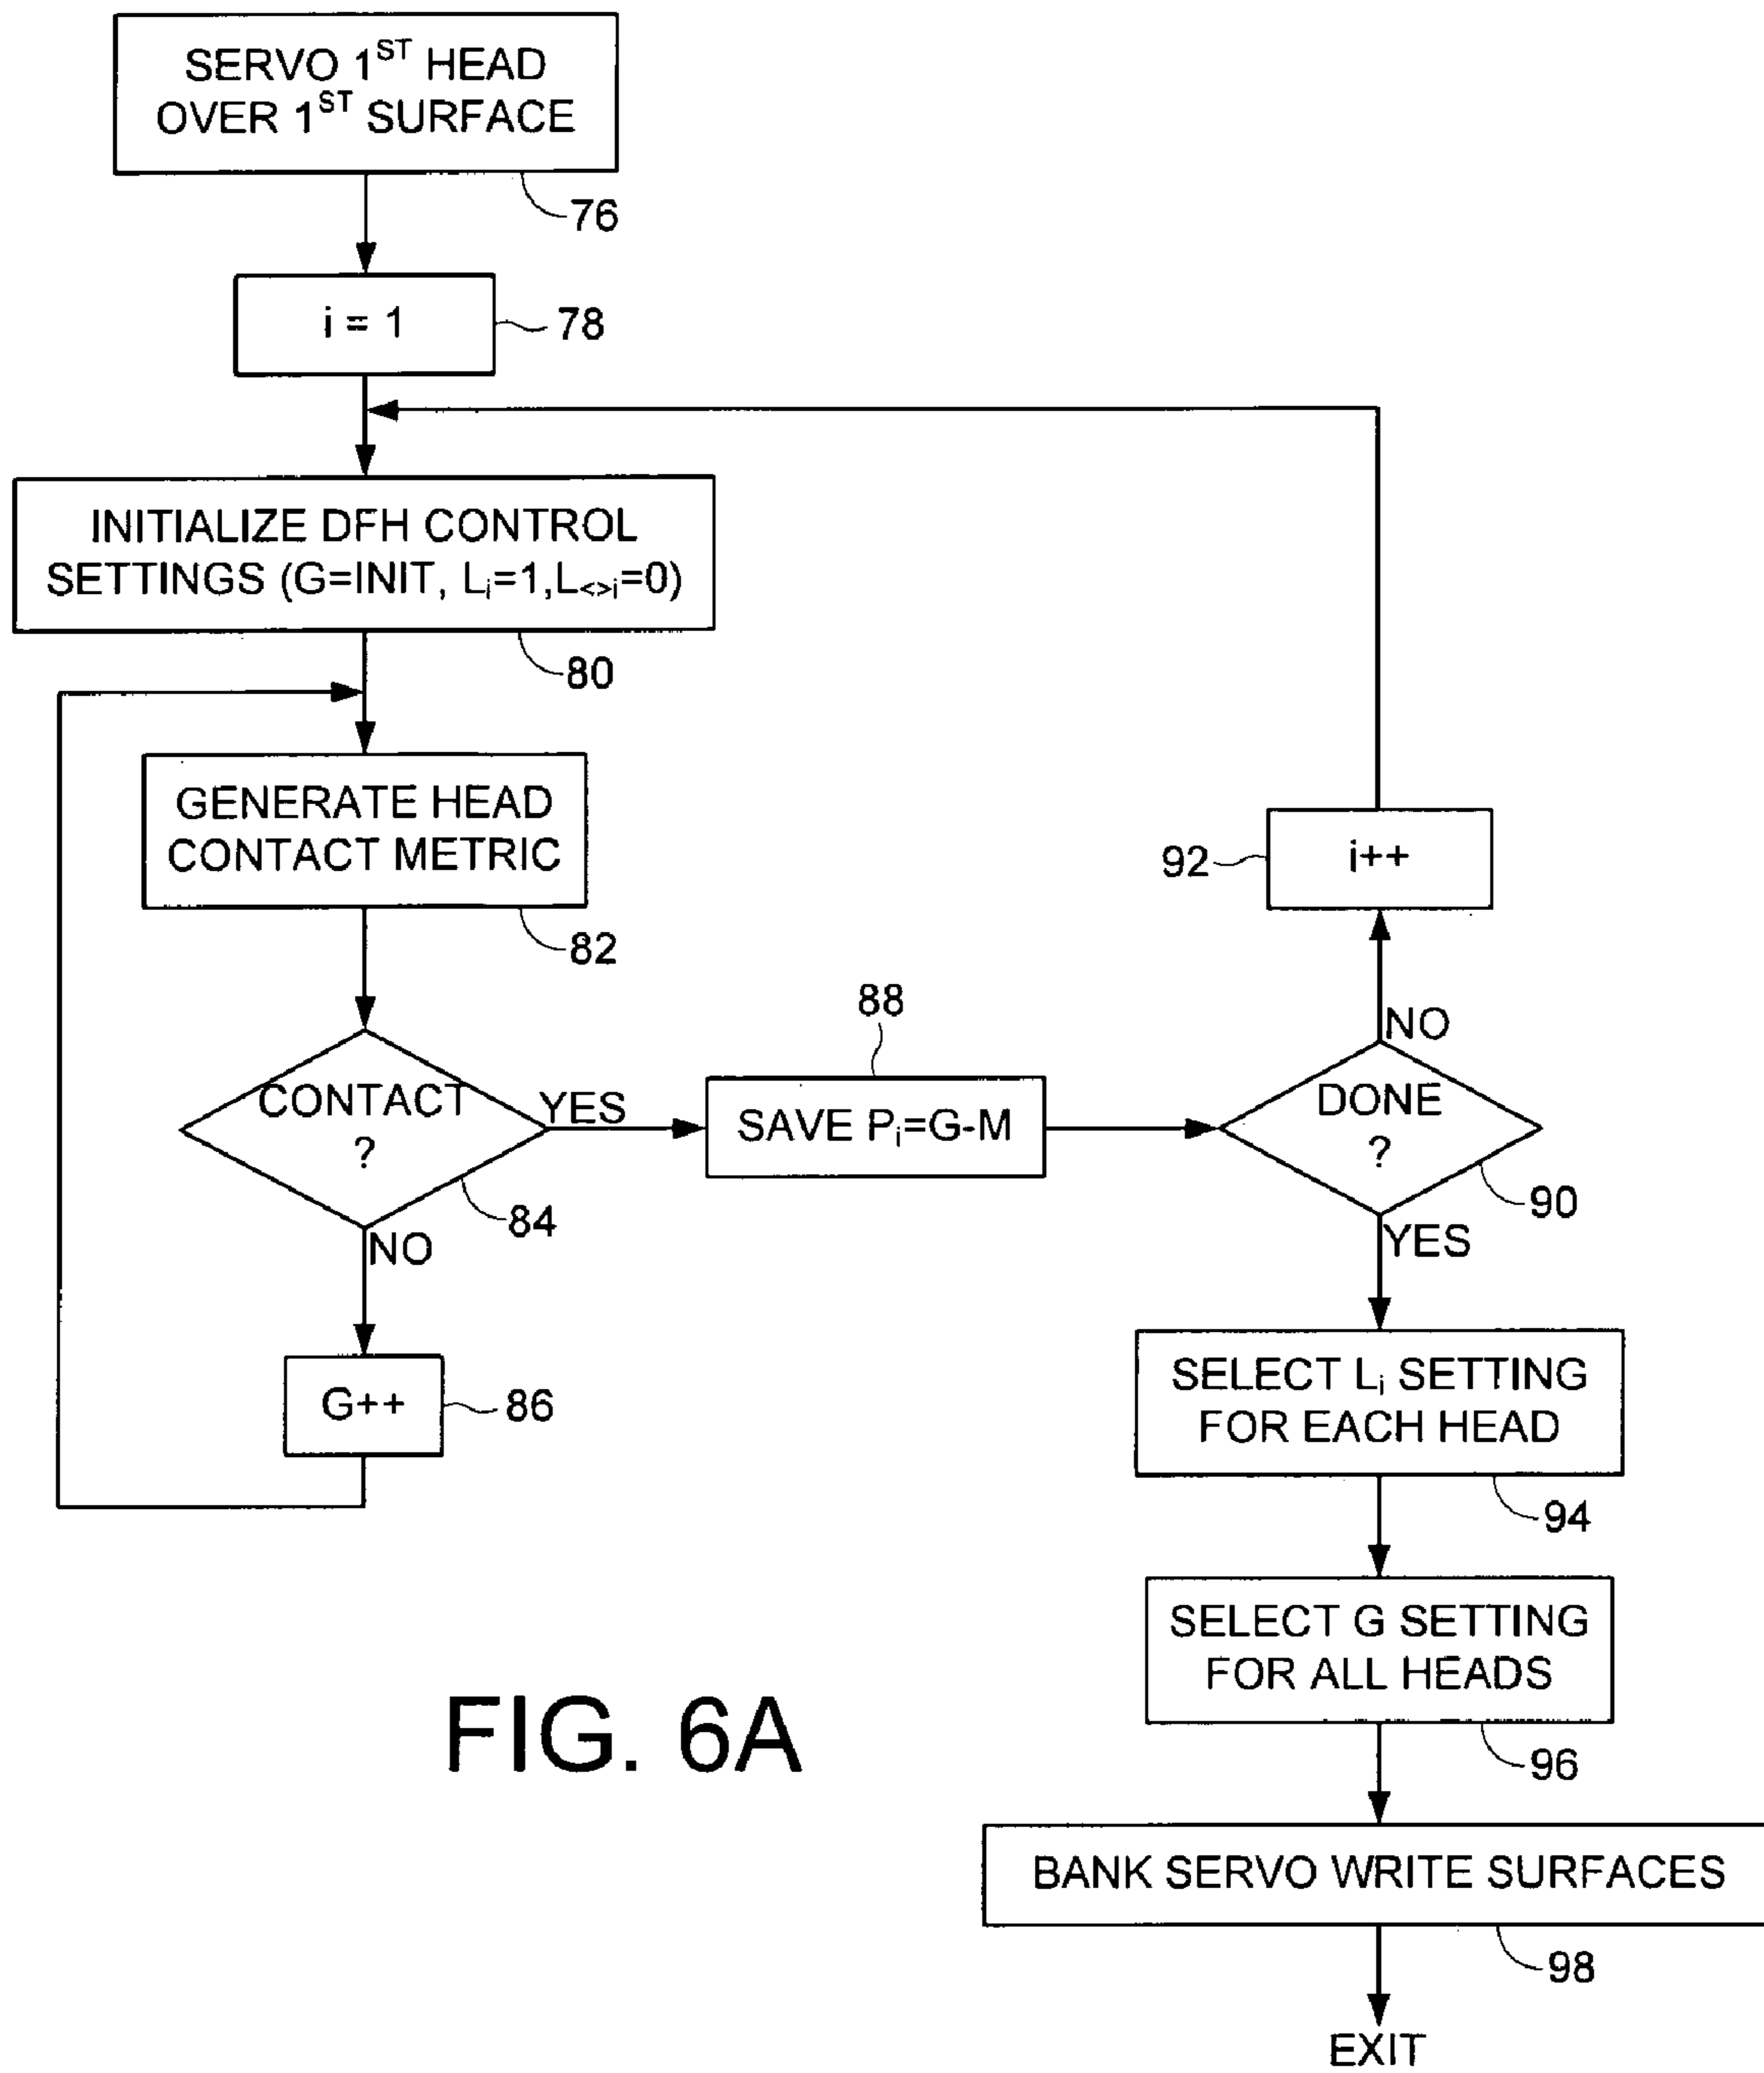 SERVO 1ST HEAD
OVER 1ST SURFACE
76
i = 1
78
INITIALIZE DFH CONTROL
SETTINGS (G=INIT, Li=1,L<>i=0)
80
GENERATE HEAD
CONTACT METRIC
82
CONTACT
?
84
YES
NO
G++
86
88
SAVE Pi=G-M
DONE
?
90
NO
92
i++
YES
SELECT Li SETTING
FOR EACH HEAD
94
SELECT G SETTING
FOR ALL HEADS
96
BANK SERVO WRITE SURFACES
98
EXIT
FIG. 6A